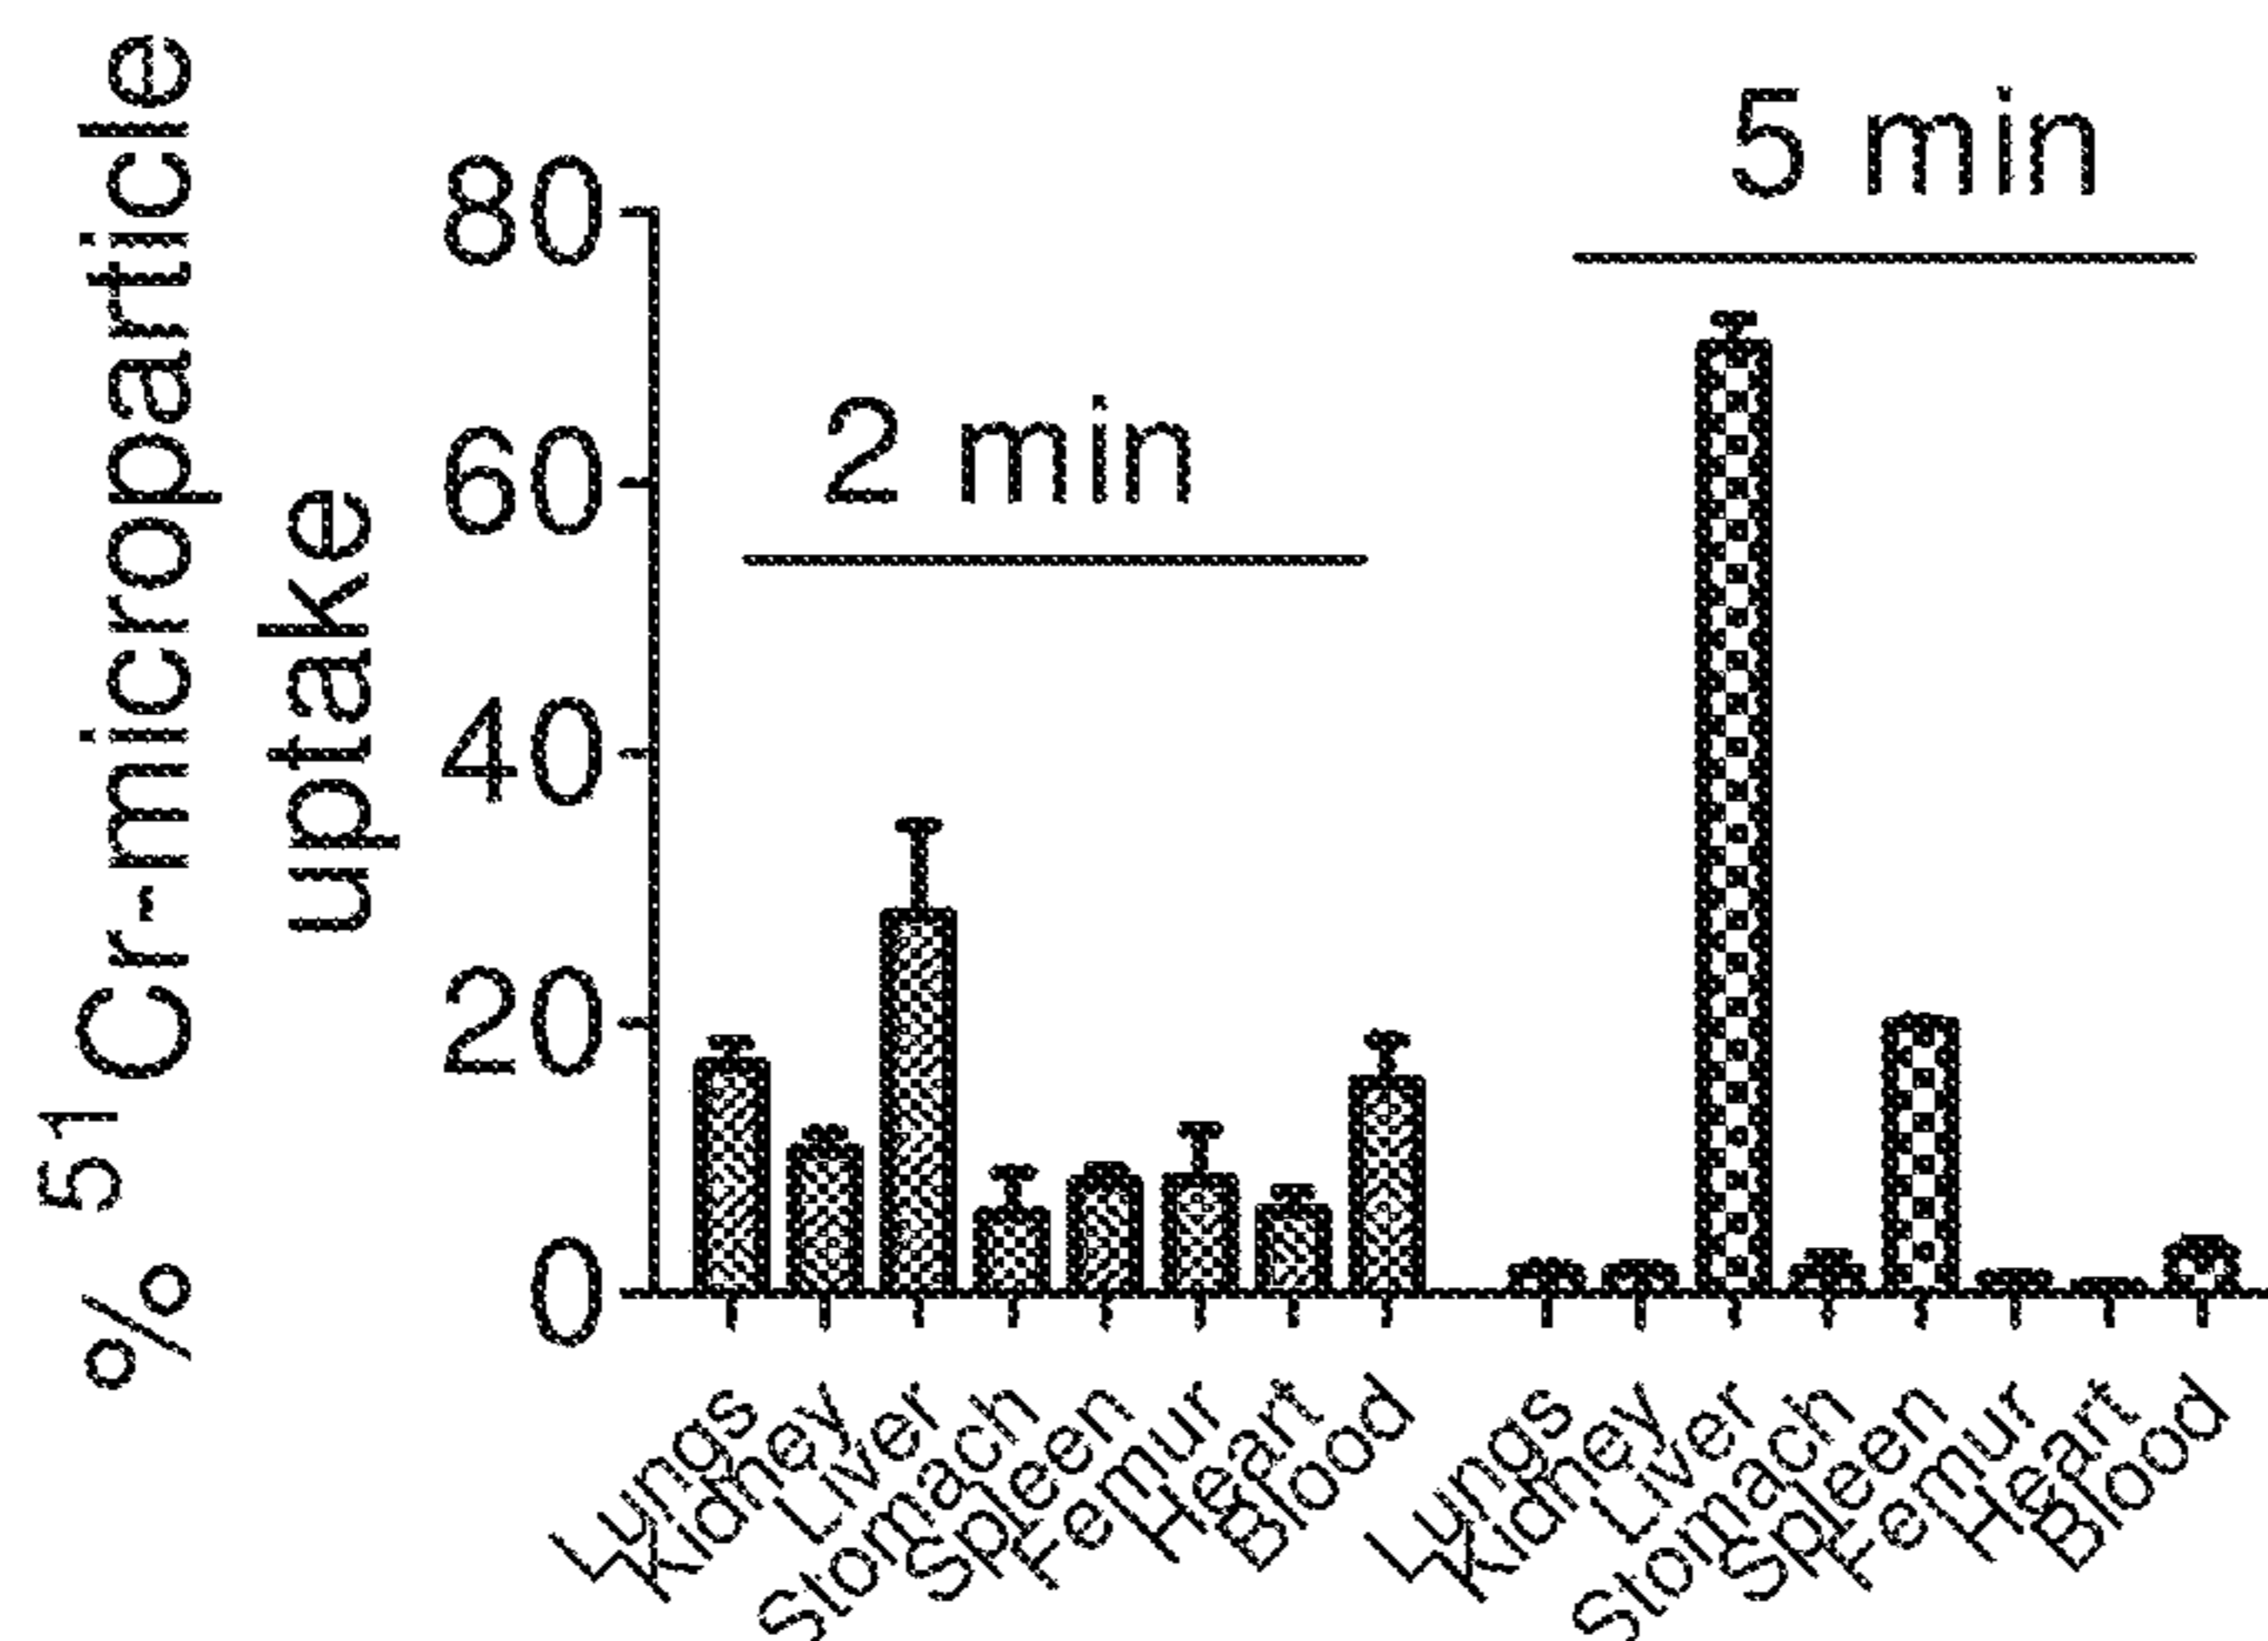 % 51Cr-microparticle
uptake
80
60
40
20
0
2 min
5 min
Lungs
Kidney
Liver
Stomach
Spleen
Femur
Heart
Blood
Lungs
Kidney
Liver
Stomach
Spleen
Femur
Heart
Blood